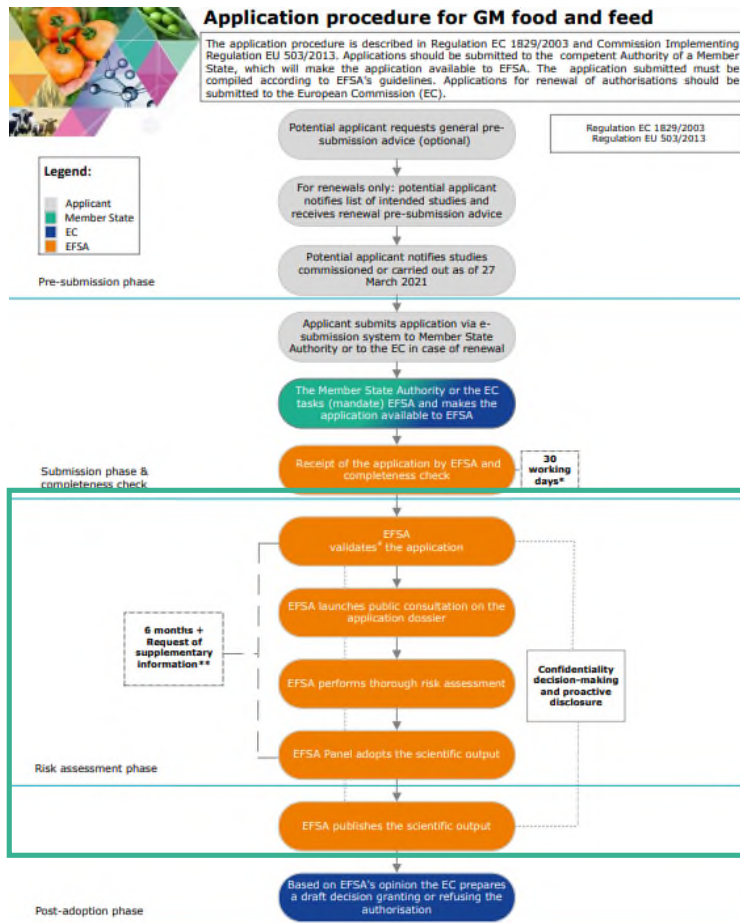 Application procedure for GM food and feed
The application procedure is described in Regulation EC 1829/2003 and Commission Implementing
Regulation EU 503/2013. Applications should be submitted to the competent Authority of a Member
State, which will make the application available to EFSA. The application submitted must be
compiled according to EFSA's guidelines. Applications for renewal of authorisations should be
submitted to the European Commission (EC).
Potential applicant requests general pre-
submission advice (optional)
Regulation EC 1829/2003
Regulation EU 503/2013
Legend:
Applicant
Member State
EC
EFSA
For renewals only: potential applicant
notifies list of intended studies and
receives renewal pre-submission advice
Potential applicant notifies studies
commissioned or carried out as of 27
March 2021
Pre-submission phase
Applicant submits application via e-
submission system to Member State
Authority or to the EC in case of renewal
The Member State Authority or the EC
tasks (mandate) EFSA and makes the
application available to EFSA
Receipt of the application by EFSA and
completeness check
30
working
days*
Submission phase &
completeness check
EFSA
validates° the application
EFSA launches public consultation on the
application dossier
6 months +
Request of
supplementary
information**
EFSA performs thorough risk assessment
Confidentiality
decision-making
and proactive
disclosure
EFSA Panel adopts the scientific output
Risk assessment phase
EFSA publishes the scientific output
Based on EFSA's opinion the EC prepares
a draft decision granting or refusing the
authorisation
Post-adoption phase